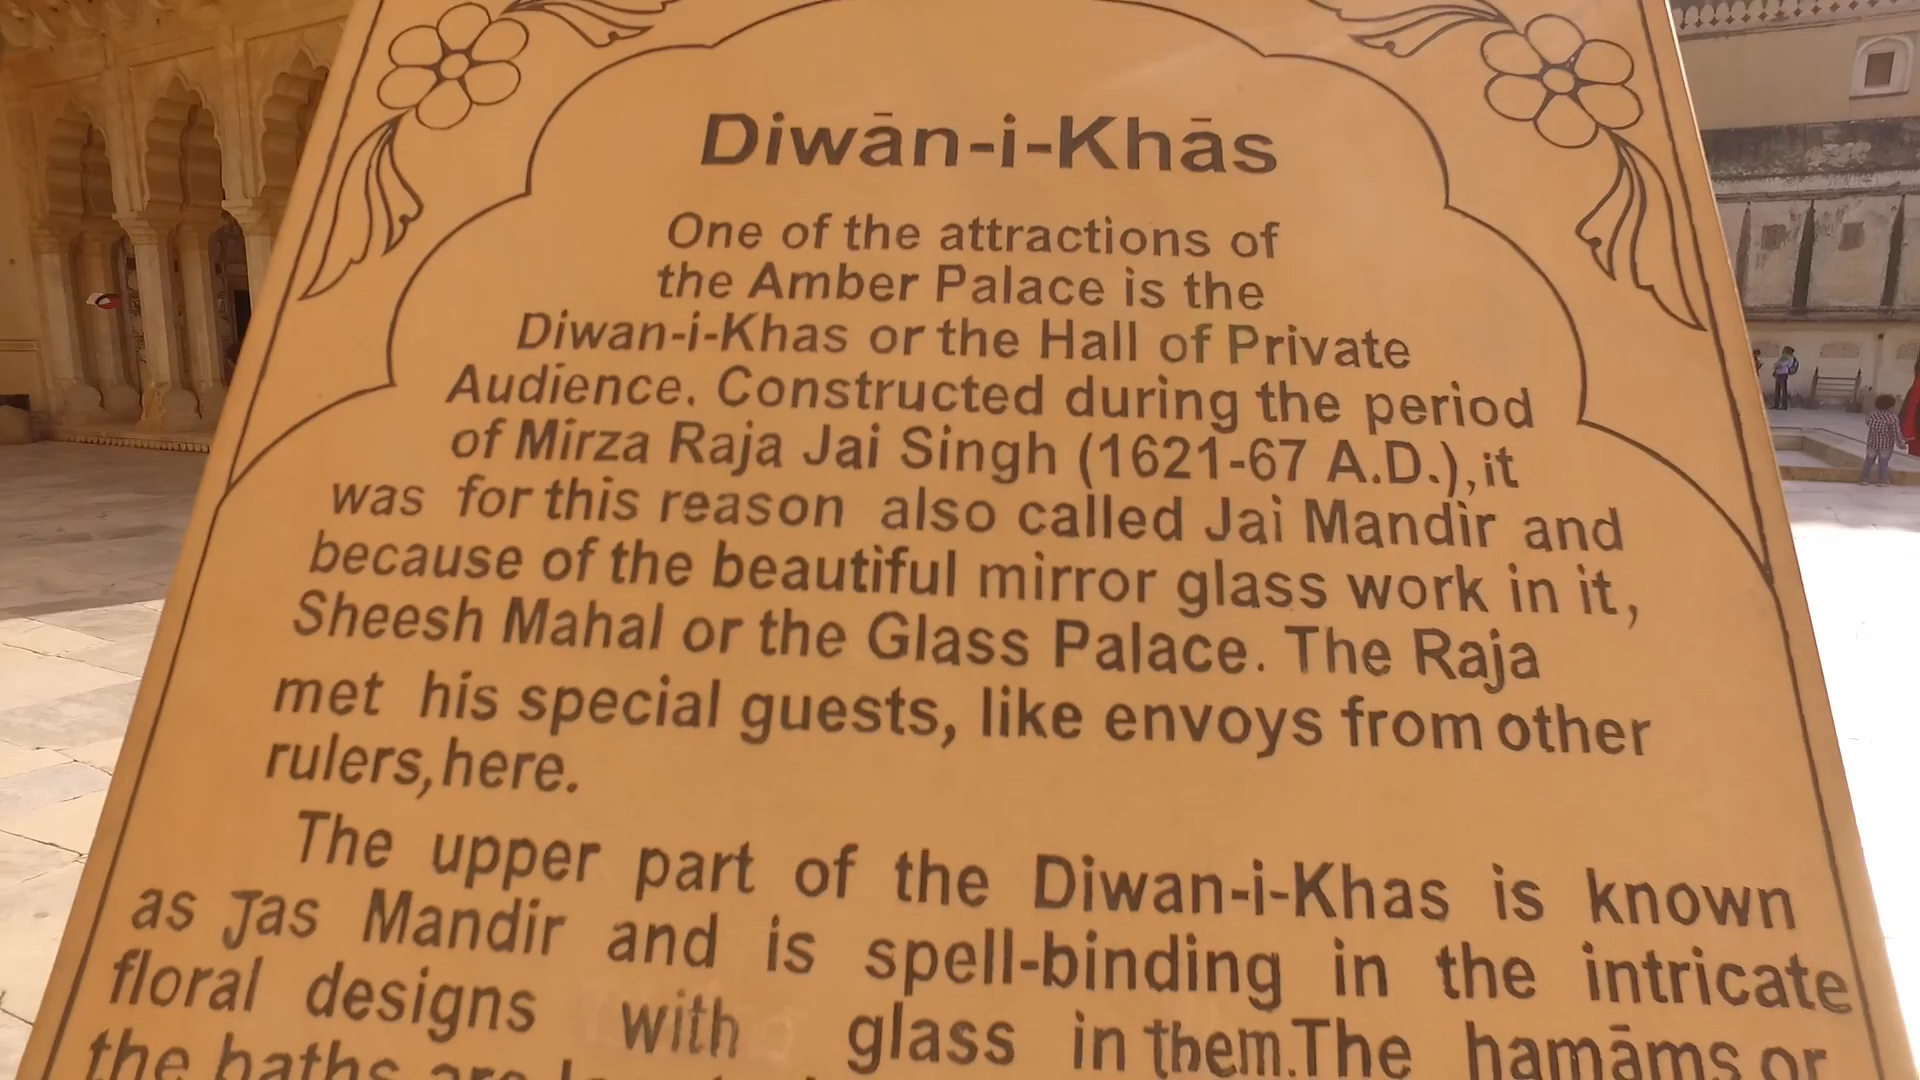 Diwān-i-Khās
One of the attractions of
the Amber Palace is the
Diwan-i-Khas or the Hall of Private
Audience. Constructed during the period
of Mirza Raja Jai Singh (1621-67 A.D.),it
was for this reason also called Jai Mandir and
because of the beautiful mirror glass work in it,
Sheesh Mahal or the Glass Palace. The Raja
met his special guests, like envoys from other
rulers,here.
The upper part of the Diwan-i-Khas is known
as Jas Mandir and is spell-binding in the intricate
floral designs with glass in them.The hamāms or
the baths are